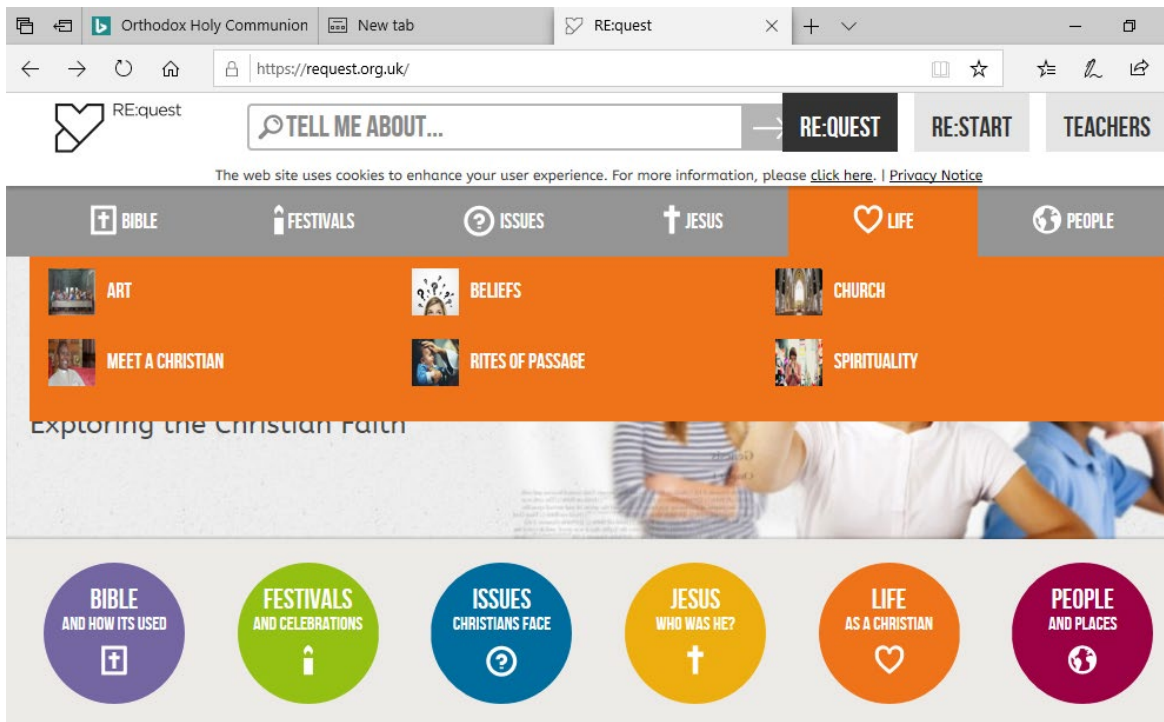 Orthodox Holy Communion New tab RE:quest
https://request.org.uk/
RE:quest TELL ME ABOUT... RE:QUEST RE:START TEACHERS
The web site uses cookies to enhance your user experience. For more information, please click here. | Privacy Notice
BIBLE FESTIVALS ISSUES JESUS LIFE PEOPLE
ART BELIEFS CHURCH
MEET A CHRISTIAN RITES OF PASSAGE SPIRITUALITY
Exploring the Christian Faith
BIBLE FESTIVALS ISSUES JESUS LIFE PEOPLE
AND HOW ITS USED AND CELEBRATIONS CHRISTIANS FACE WHO WAS HE? AS A CHRISTIAN AND PLACES